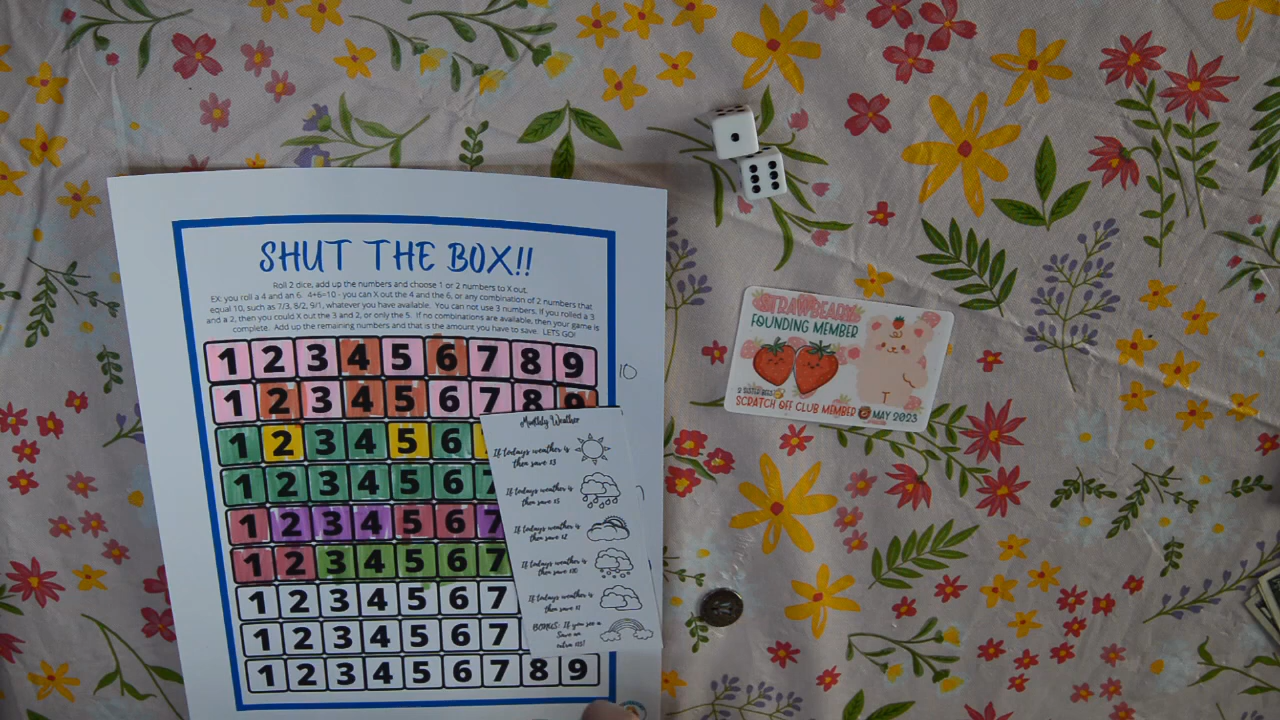 SHUT THE BOX!!
Roll 2 dice, add up the numbers and choose 1 or 2 numbers to X out.
EX: you roll a 4 and an 6. 4+6=10 - you can X out the 4 and the 6, or any combination of 2 numbers that
equal 10, such as 7/3, 8/2, 9/1, whatever you have available. You can not use 3 numbers. If you rolled a 3
and a 2, then you could X out the 3 and 2, or only the 5. If no combinations are available, then your game is
complete. Add up the remaining numbers and that is the amount you have to save. LETS GO!
1 2 3 4 5 6 7 8 9
10
1 2 3 4 5 6 7 8 9
1 2 3 4 5 6
1 2 3 4 5 6 7
1 2 3 4 5 6 7
1 2 3 4 5 6 7
1 2 3 4 5 6 7
1 2 3 4 5 6 7
1 2 3 4 5 6 7 8 9
Monthly Weather
If todays weather is
then save $3
If todays weather is
then save $5
If todays weather is
then save $2
If todays weather is
then save $10
If todays weather is
then save $1
BONUS: If you see a
Save an
extra
STRAWBEARY
FOUNDING MEMBER
SCRATCH OFF CLUB MEMBER
MAY 2023